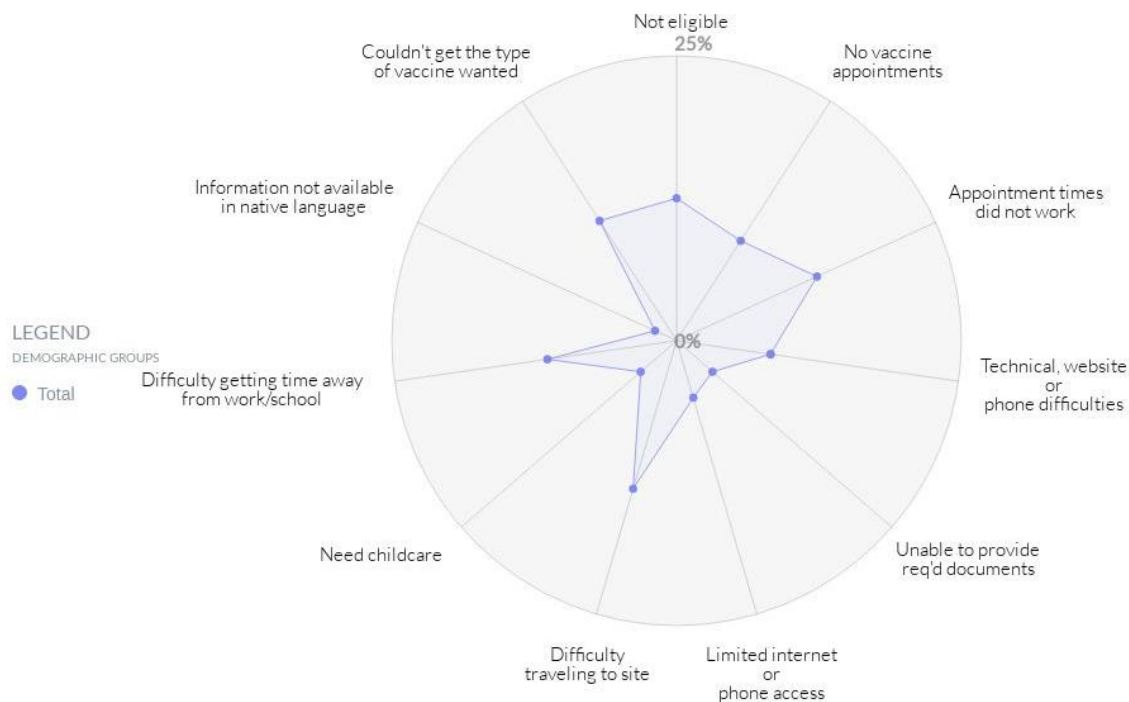 Not eligible
25%
Couldn't get the type
of vaccine wanted
No vaccine
appointments
Information not available
in native language
Appointment times
did not work
LEGEND
DEMOGRAPHIC GROUPS
Total
0%
Difficulty getting time away
from work/school
Technical, website
or
phone difficulties
Need childcare
Unable to provide
req'd documents
Difficulty
traveling to site
Limited internet
or
phone access